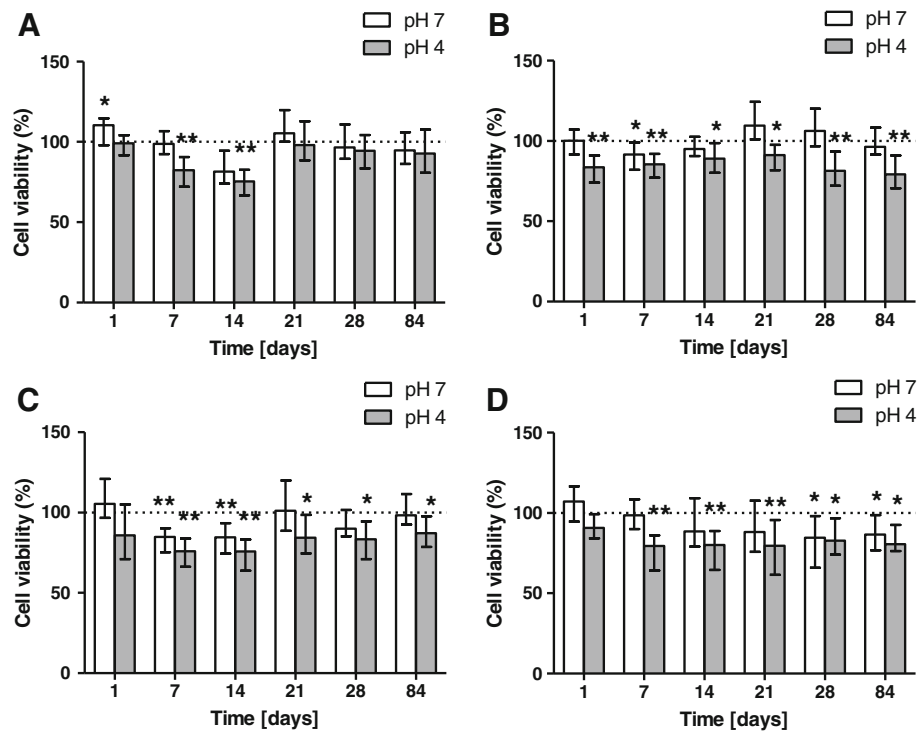 A
pH 7
pH 4
Cell viability (%)
150
100
50
0
* ** **
1 7 14 21 28 84
Time [days]
B
pH 7
pH 4
Cell viability (%)
150
100
50
0
** * ** * * ** **
1 7 14 21 28 84
Time [days]
C
pH 7
pH 4
Cell viability (%)
150
100
50
0
** ** ** ** * * *
1 7 14 21 28 84
Time [days]
D
pH 7
pH 4
Cell viability (%)
150
100
50
0
** ** ** * * * *
1 7 14 21 28 84
Time [days]